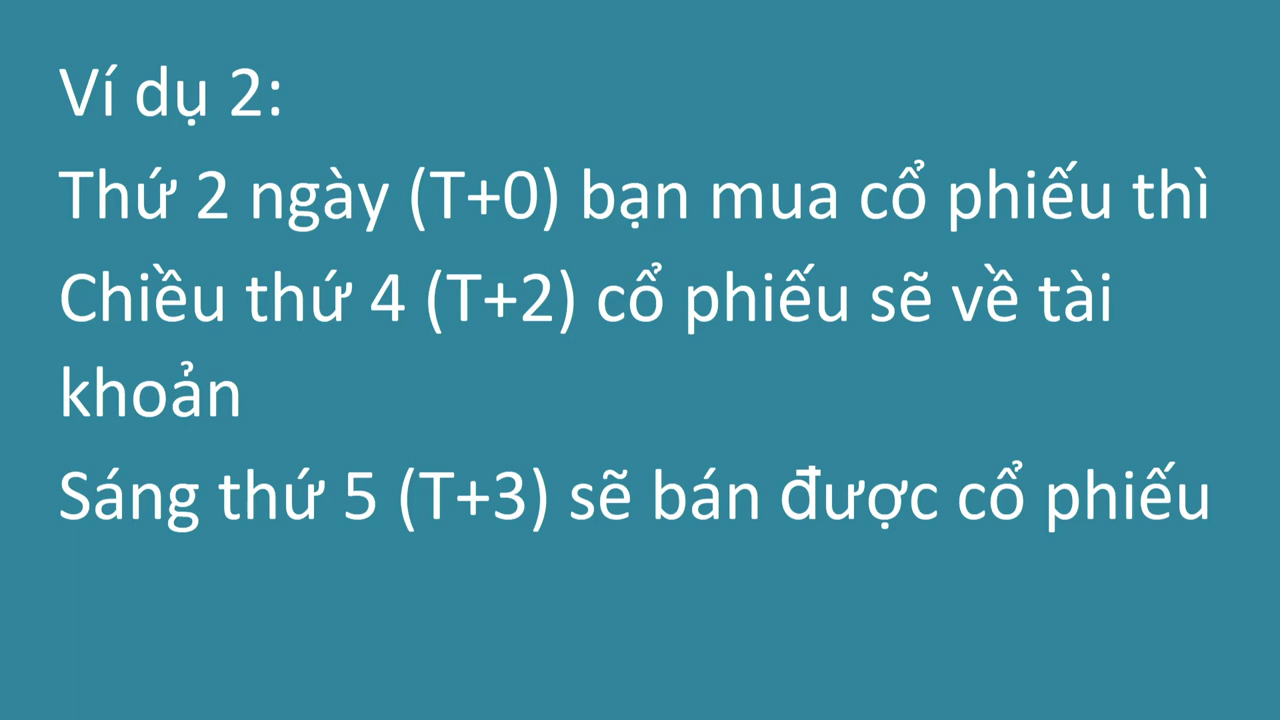 Ví dụ 2:
Thứ 2 ngày (T+0) bạn mua cổ phiếu thì
Chiều thứ 4 (T+2) cổ phiếu sẽ về tài
khoản
Sáng thứ 5 (T+3) sẽ bán được cổ phiếu